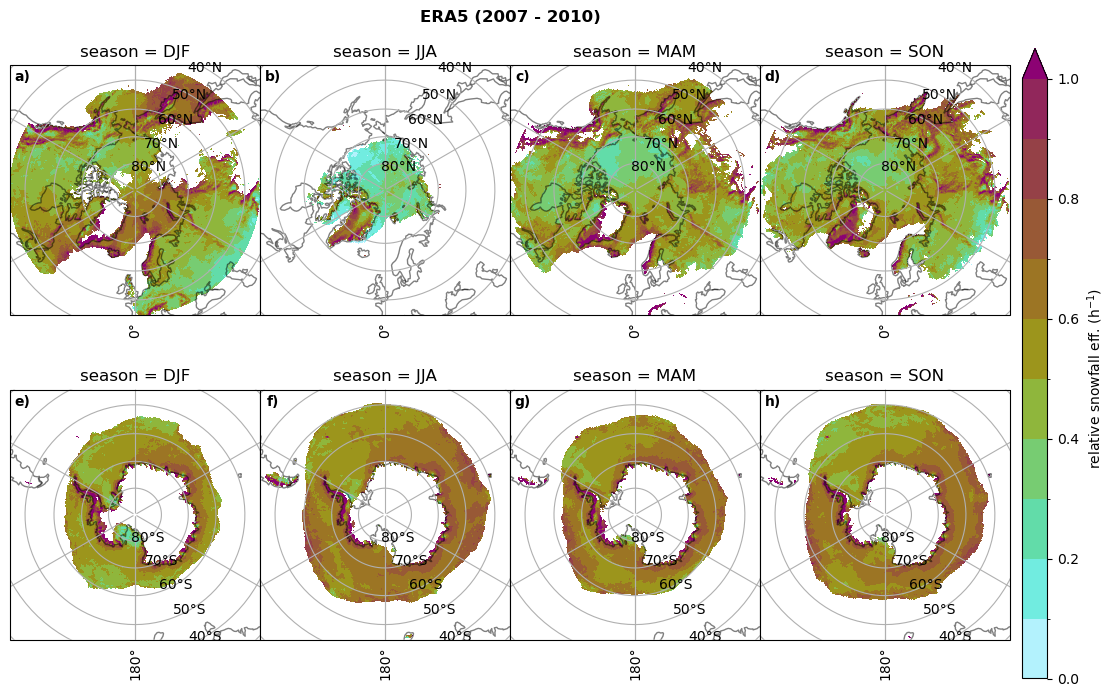 ERA5 (2007 - 2010)
season = DJF
season = JJA
season = MAM
season = SON
a)
40°N
50°N
60°N
70°N
80°N
0°
b)
40°N
50°N
60°N
70°N
80°N
0°
c)
40°N
50°N
60°N
70°N
80°N
0°
d)
40°N
50°N
60°N
70°N
80°N
0°
season = DJF
season = JJA
season = MAM
season = SON
e)
80°S
70°S
60°S
50°S
40°S
180°
f)
80°S
70°S
60°S
50°S
40°S
180°
g)
80°S
70°S
60°S
50°S
40°S
180°
h)
80°S
70°S
60°S
50°S
40°S
180°
1.0
0.8
0.6
0.4
0.2
0.0
relative snowfall eff. (h⁻¹)